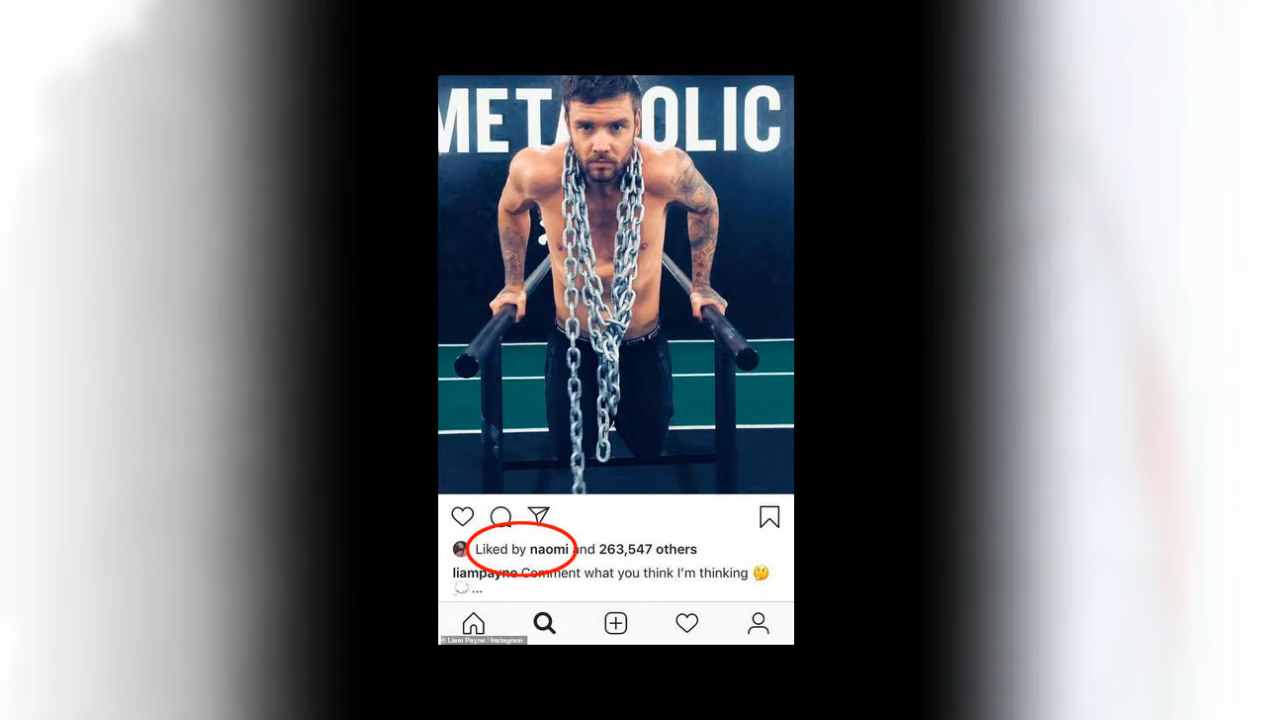 METABOLIC
Liked by naomi and 263,547 others
liampayne Comment what you think I'm thinking 🤔
💭 ...
© Liam Payne / Instagram